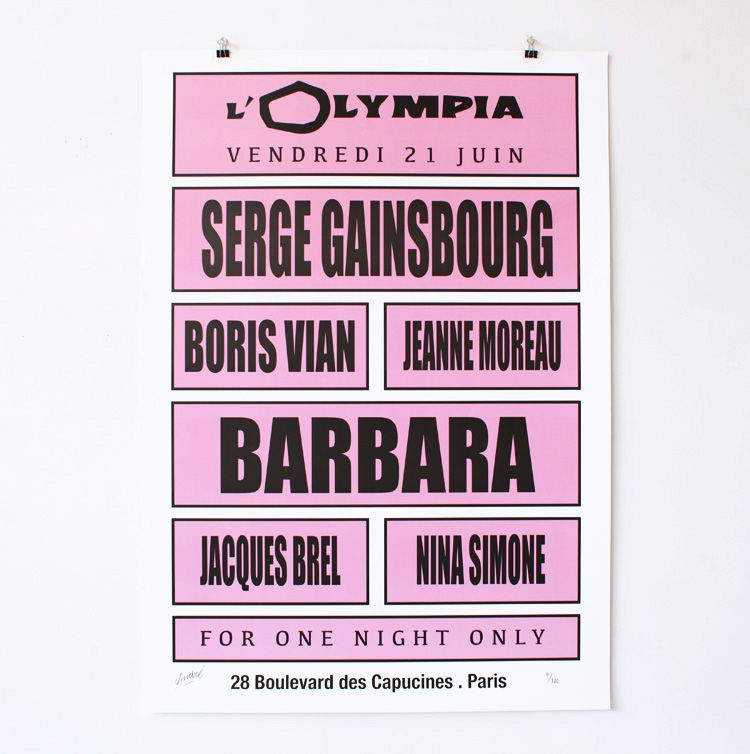 L'OLYMPIA
VENDREDI 21 JUIN
SERGE GAINSBOURG
BORIS VIAN
JEANNE MOREAU
BARBARA
JACQUES BREL
NINA SIMONE
FOR ONE NIGHT ONLY
28 Boulevard des Capucines . Paris